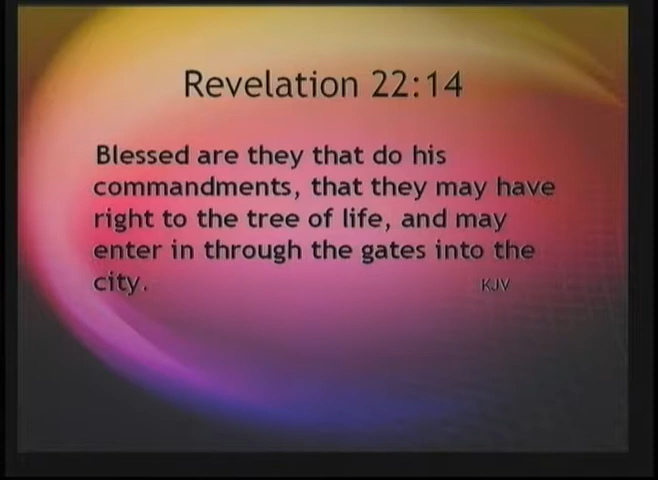 Revelation 22:14
Blessed are they that do his
commandments, that they may have
right to the tree of life, and may
enter in through the gates into the
city.
KJV